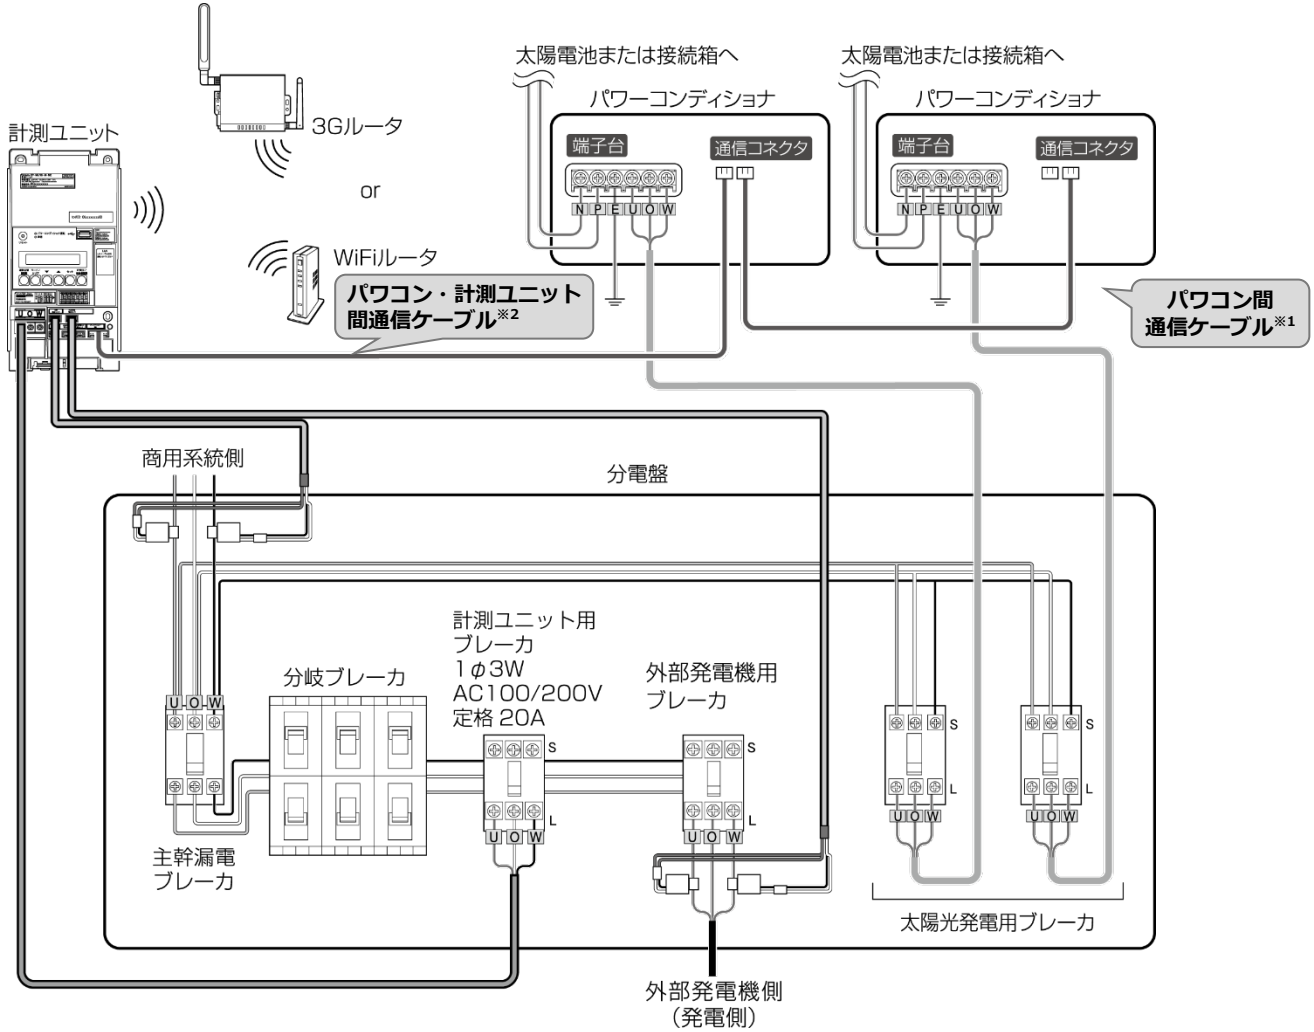 太陽電池または接続箱へ
太陽電池または接続箱へ
パワーコンディショナ
パワーコンディショナ
3Gルータ
計測ユニット
端子台
通信コネクタ
端子台
通信コネクタ
or
N P E U O W
N P E U O W
WiFiルータ
パワコン・計測ユニット
間通信ケーブル※2
パワコン間
通信ケーブル※1
U O W
商用系統側
分電盤
計測ユニット用
ブレーカ
1φ3W
AC100/200V
定格 20A
外部発電機用
ブレーカ
分岐ブレーカ
U O W
S
S
S
S
L
L
L
L
U O W
U O W
U O W
U O W
主幹漏電
ブレーカ
太陽光発電用ブレーカ
外部発電機側
（発電側）